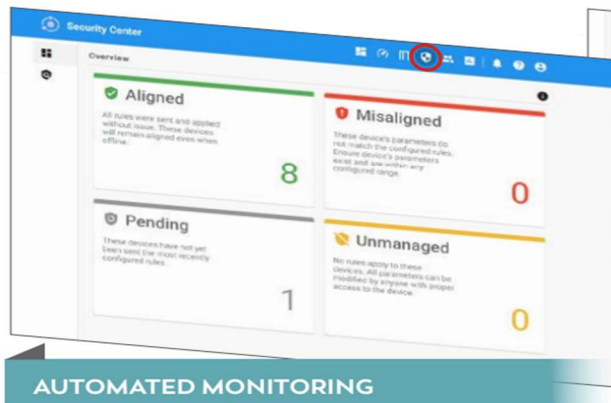 Security Center
Overview
Aligned
All rules were sent and applied
without issue. These devices
will remain aligned even when
offline.
8
Misaligned
These device's parameters do
not match the configured rules.
Ensure device's parameters
exist and are within any
configured range.
0
Pending
These devices have not yet
been sent the most recently
configured rules.
1
Unmanaged
No rules apply to these
devices. All parameters can be
modified by anyone with proper
access to the device.
0
AUTOMATED MONITORING